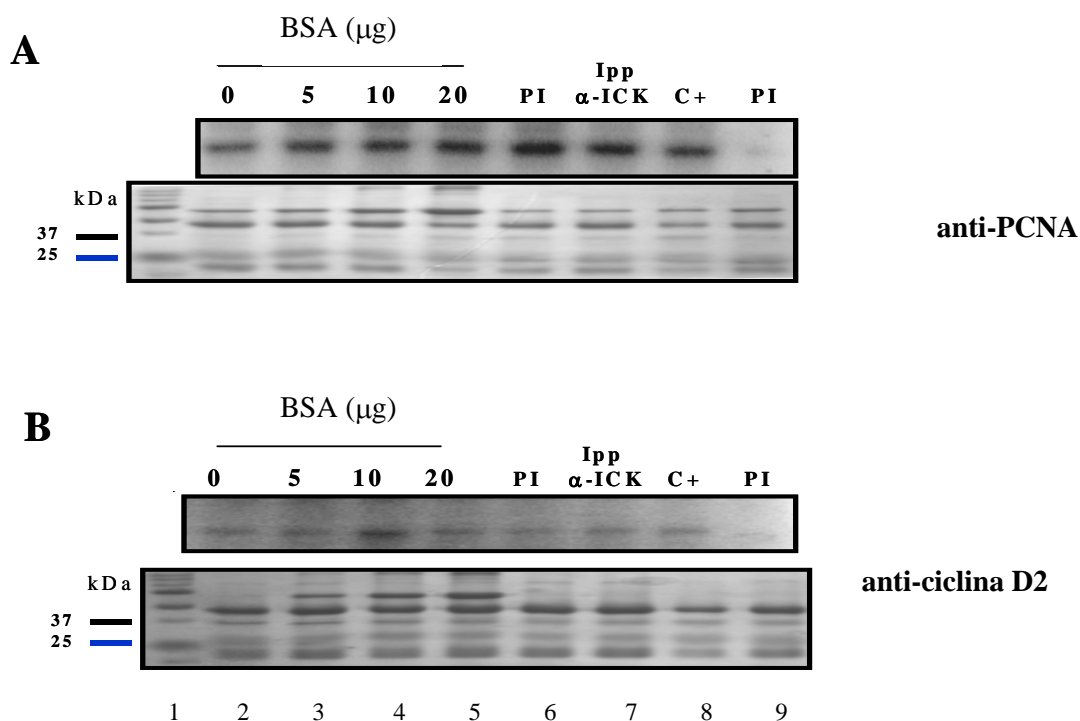 A
BSA (μg)
0 5 10 20 PI Ipp α-ICK C+ PI
kDa
37
25
anti-PCNA
B
BSA (μg)
0 5 10 20 PI Ipp α-ICK C+ PI
kDa
37
25
anti-ciclina D2
1 2 3 4 5 6 7 8 9